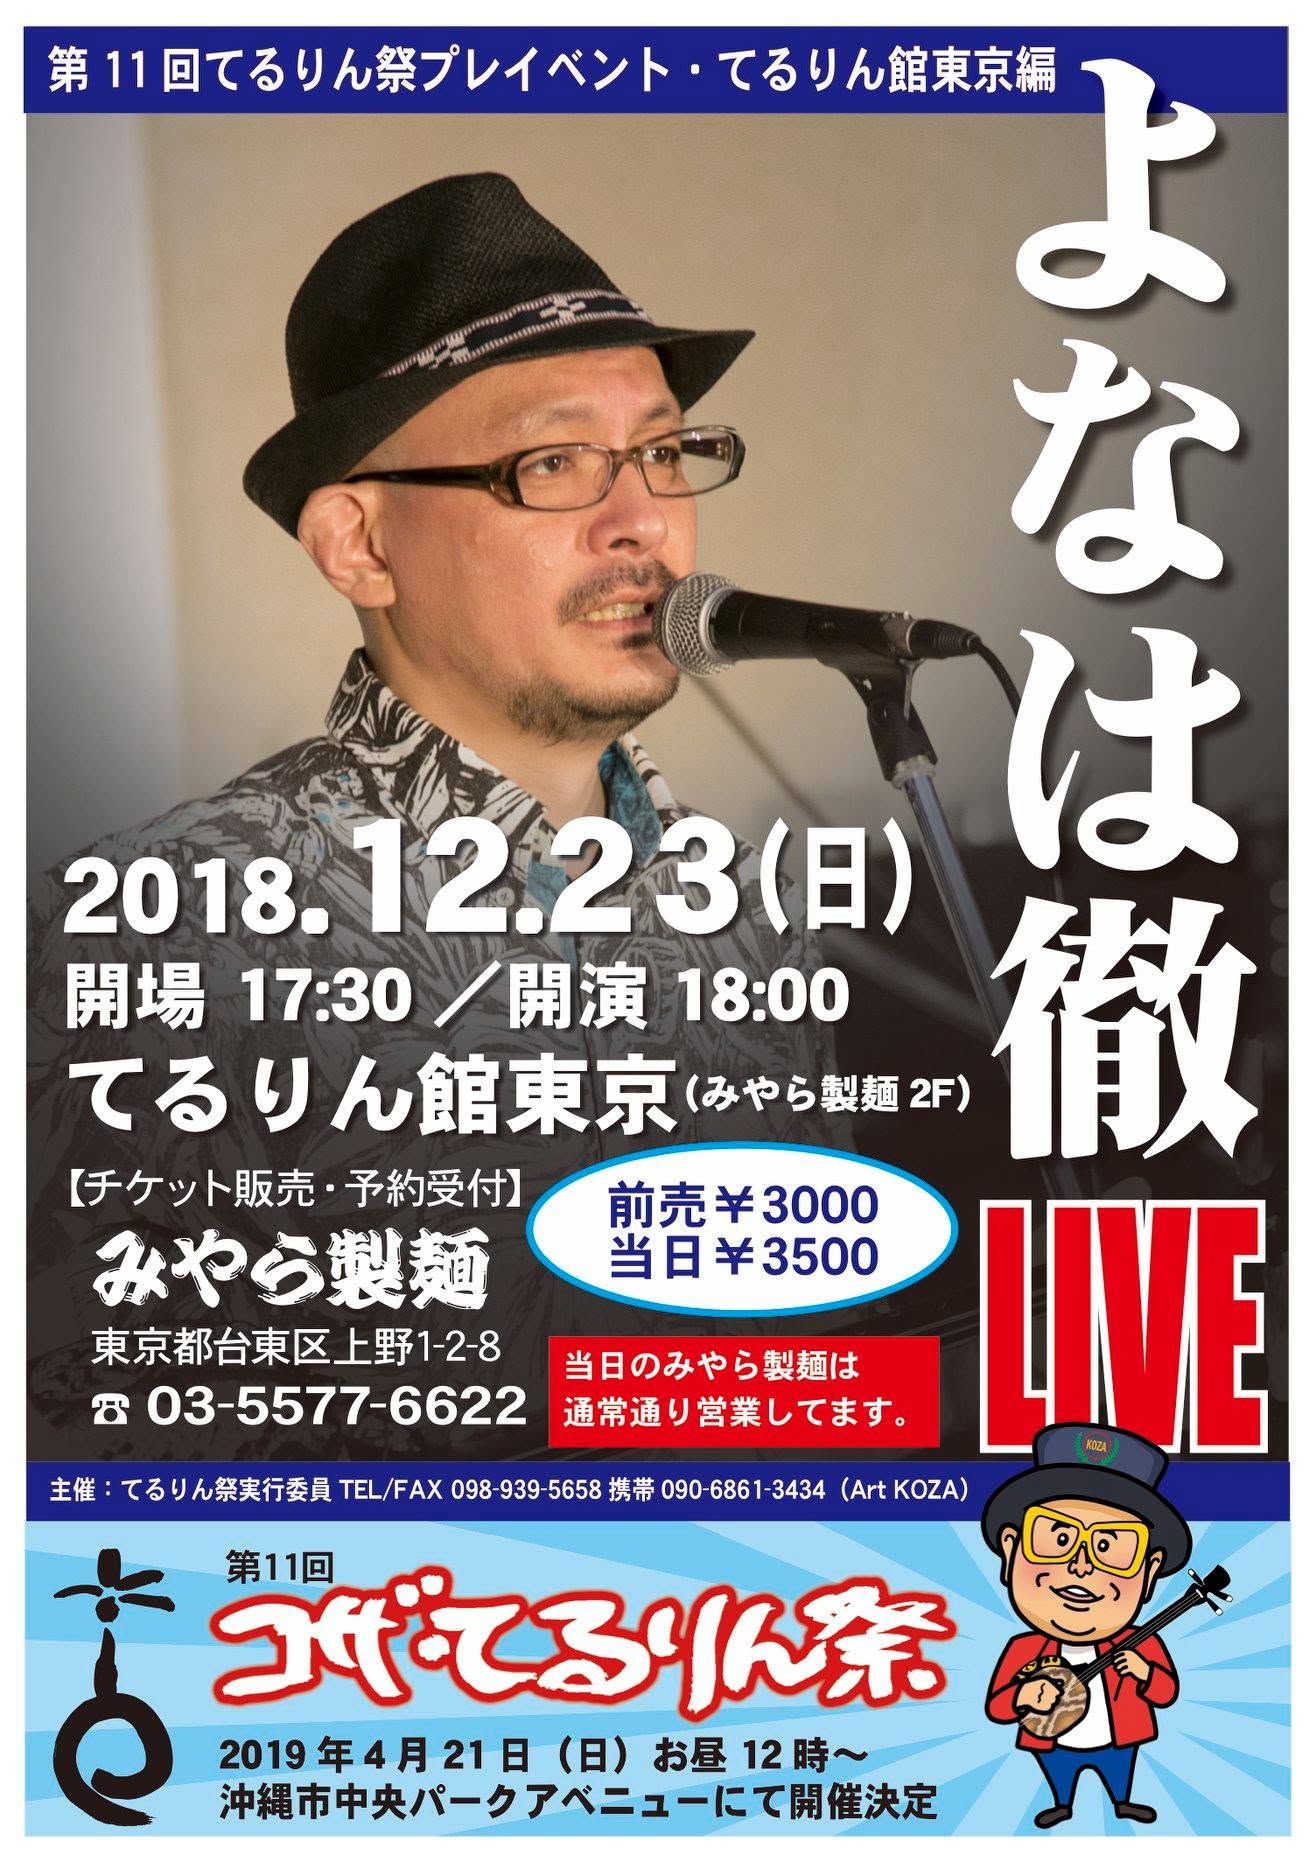 第11回てるりん祭プレイベント・てるりん館東京編
よなは徹
LIVE
2018.12.23(日)
開場 17:30 ／開演 18:00
てるりん館東京(みやら製麺 2F)
【チケット販売・予約受付】
みやら製麺
東京都台東区上野1-2-8
☎ 03-5577-6622
前売￥3000
当日￥3500
当日のみやら製麺は
通常通り営業してます。
主催：てるりん祭実行委員 TEL/FAX 098-939-5658 携帯 090-6861-3434（Art KOZA）
KOZA
第11回
コザ・てるりん祭
2019年4月21日（日）お昼12時～
沖縄市中央パークアベニューにて開催決定